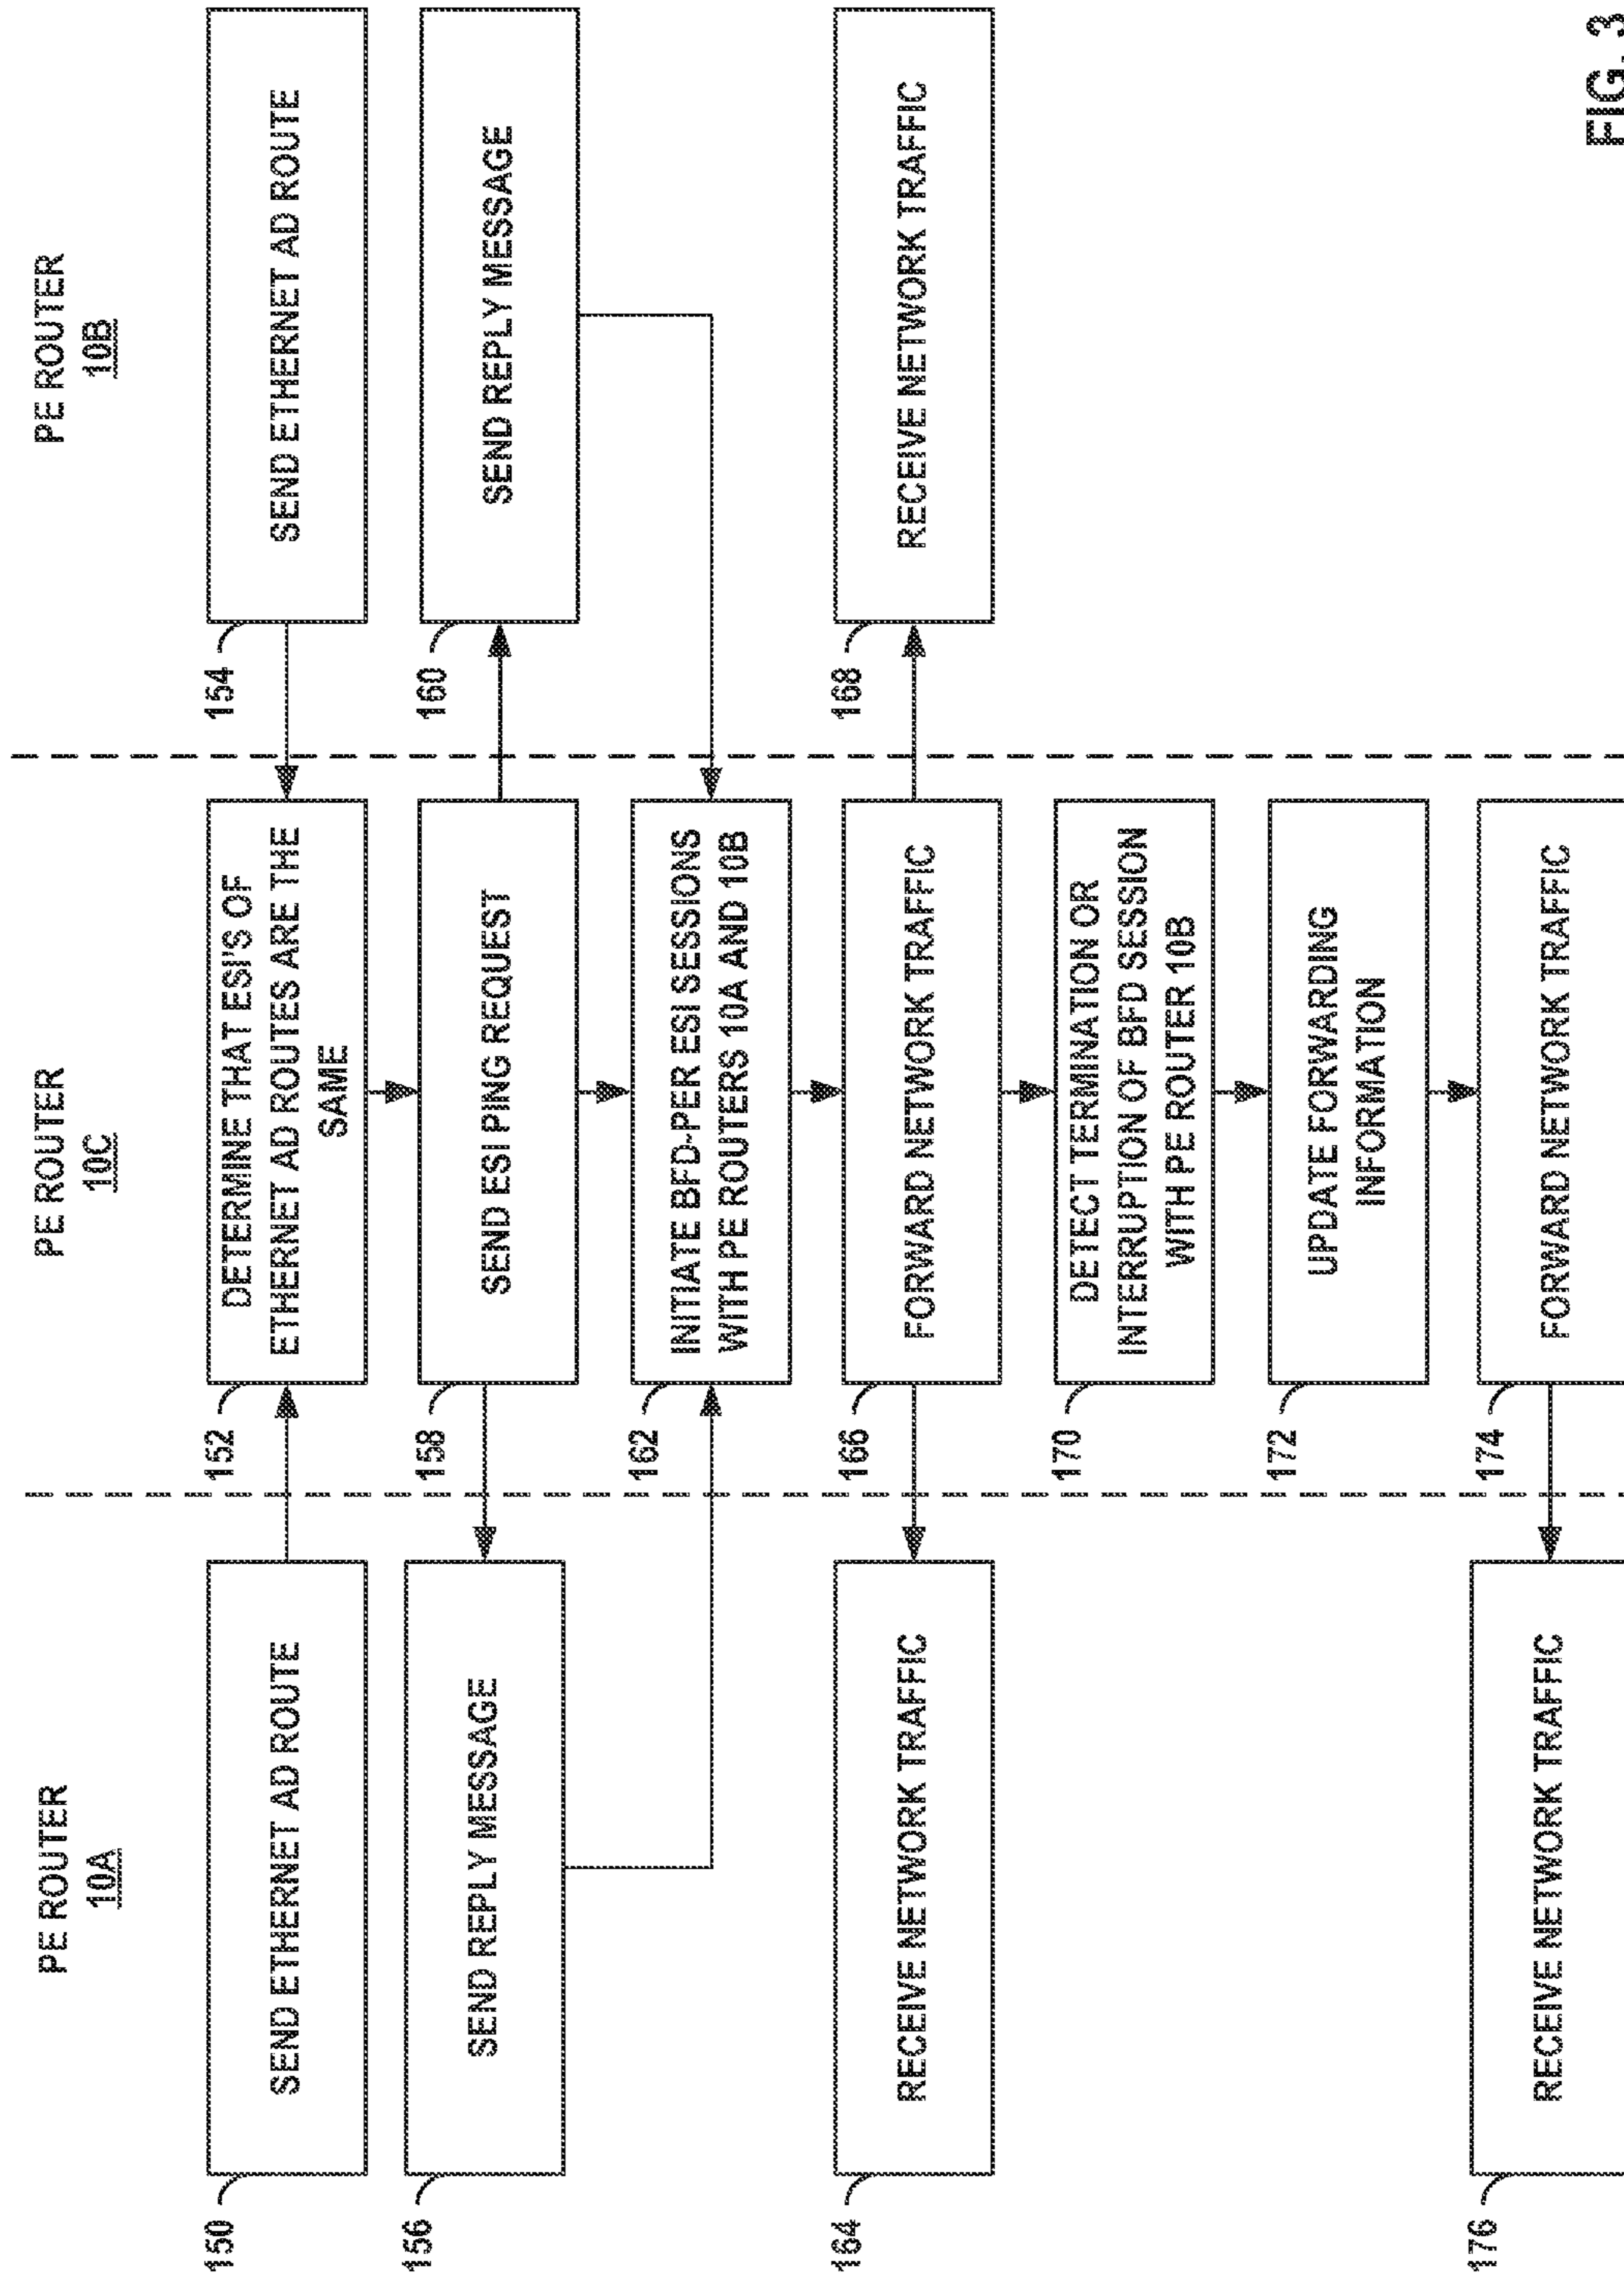 PE ROUTER
10A
PE ROUTER
10C
PE ROUTER
10B
150
SEND ETHERNET AD ROUTE
152
DETERMINE THAT ESI'S OF
ETHERNET AD ROUTES ARE THE
SAME
154
SEND ETHERNET AD ROUTE
156
SEND REPLY MESSAGE
158
SEND ESI PING REQUEST
160
SEND REPLY MESSAGE
162
INITIATE BFD-PER ESI SESSIONS
WITH PE ROUTERS 10A AND 10B
164
RECEIVE NETWORK TRAFFIC
166
FORWARD NETWORK TRAFFIC
168
RECEIVE NETWORK TRAFFIC
170
DETECT TERMINATION OR
INTERRUPTION OF BFD SESSION
WITH PE ROUTER 10B
172
UPDATE FORWARDING
INFORMATION
174
FORWARD NETWORK TRAFFIC
176
RECEIVE NETWORK TRAFFIC
FIG. 3